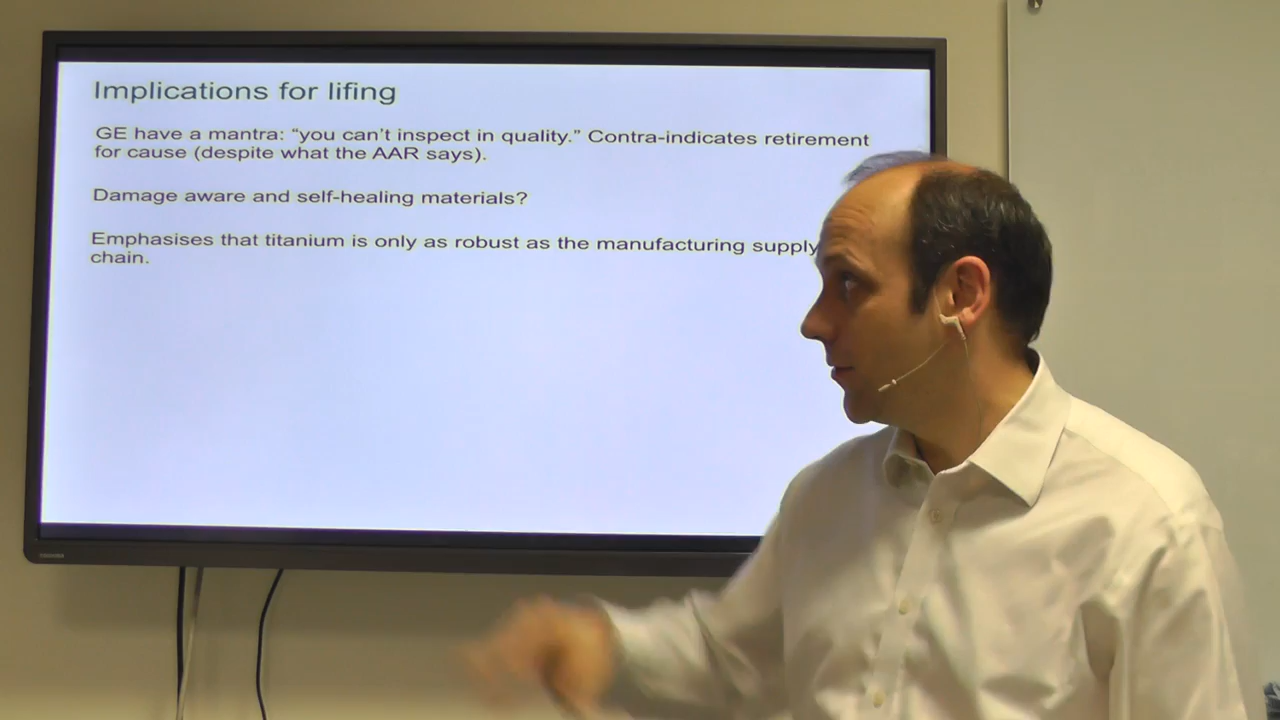 Implications for lifing
GE have a mantra: “you can’t inspect in quality.” Contra-indicates retirement
for cause (despite what the AAR says).
Damage aware and self-healing materials?
Emphasises that titanium is only as robust as the manufacturing supply
chain.
TOSHIBA